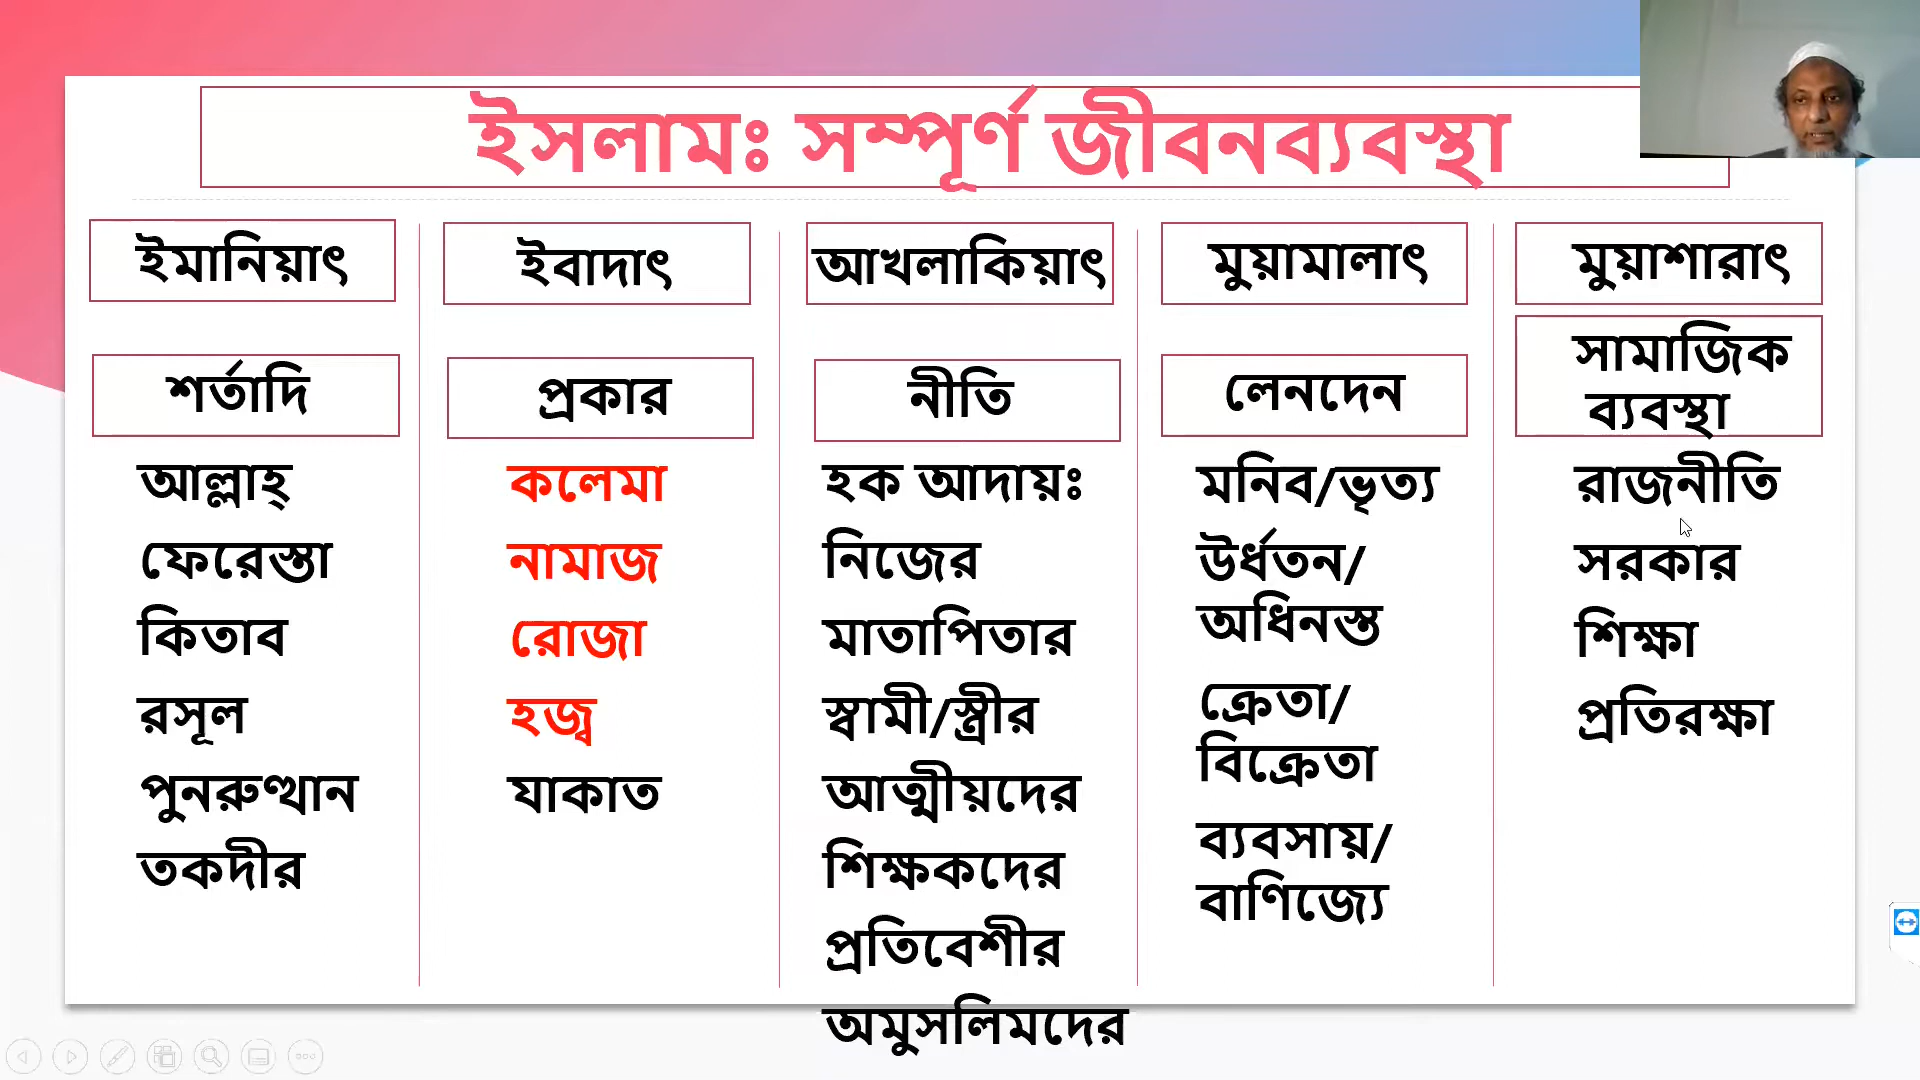 ইসলামঃ সম্পূর্ণ জীবনব্যবস্থা
ইমানিয়াৎ
শর্তাদি
আল্লাহ্
ফেরেস্তা
কিতাব
রসূল
পুনরুত্থান
তকদীর
ইবাদাৎ
প্রকার
কলেমা
নামাজ
রোজা
হজ্ব
যাকাত
আখলাকিয়াৎ
নীতি
হক আদায়ঃ
নিজের
মাতাপিতার
স্বামী/স্ত্রীর
আত্মীয়দের
শিক্ষকদের
প্রতিবেশীর
অমুসলিমদের
মুয়ামালাৎ
লেনদেন
মনিব/ভৃত্য
উর্ধতন/
অধিনস্ত
ক্রেতা/
বিক্রেতা
ব্যবসায়/
বাণিজ্যে
মুয়াশারাৎ
সামাজিক
ব্যবস্থা
রাজনীতি
সরকার
শিক্ষা
প্রতিরক্ষা